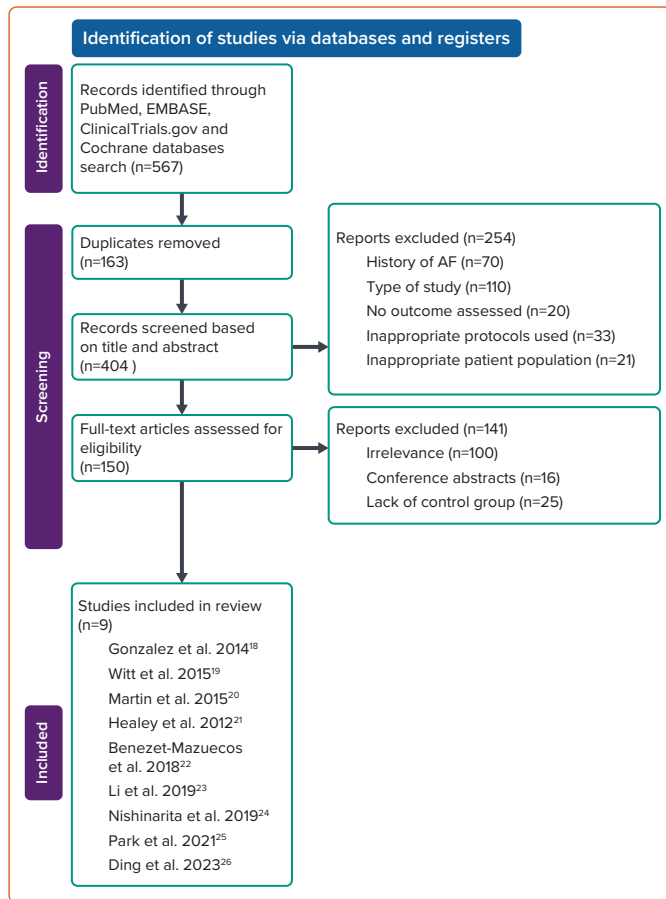 Identification of studies via databases and registers
Identification
Records identified through
PubMed, EMBASE,
ClinicalTrials.gov and
Cochrane databases
search (n=567)
Screening
Duplicates removed
(n=163)
Records screened based
on title and abstract
(n=404 )
Reports excluded (n=254)
History of AF (n=70)
Type of study (n=110)
No outcome assessed (n=20)
Inappropriate protocols used (n=33)
Inappropriate patient population (n=21)
Full-text articles assessed for
eligibility
(n=150)
Reports excluded (n=141)
Irrelevance (n=100)
Conference abstracts (n=16)
Lack of control group (n=25)
Included
Studies included in review
(n=9)
Gonzalez et al. 2014¹⁸
Witt et al. 2015¹⁹
Martin et al. 2015²⁰
Healey et al. 2012²¹
Benezet-Mazuecos
et al. 2018²²
Li et al. 2019²³
Nishinarita et al. 2019²⁴
Park et al. 2021²⁵
Ding et al. 2023²⁶